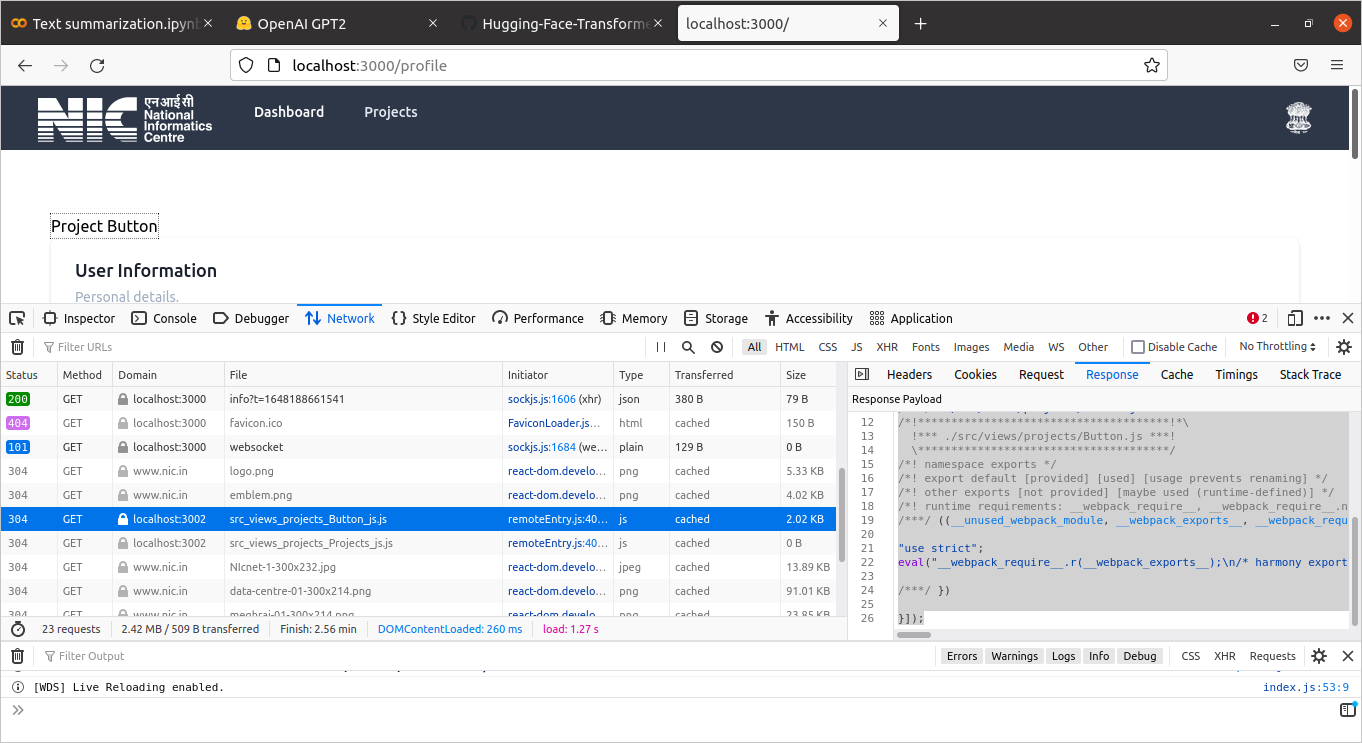 Text summarization.ipynb
OpenAI GPT2
Hugging-Face-Transforme
localhost:3000/
localhost:3000/profile
NIC
एनआईसी
National
Informatics
Centre
Dashboard
Projects
Project Button
User Information
Personal details.
Inspector Console Debugger Network Style Editor Performance Memory Storage Accessibility Application 2
Filter URLs
All HTML CSS JS XHR Fonts Images Media WS Other Disable Cache No Throttling
Status Method Domain File Initiator Type Transferred Size
200 GET localhost:3000 info?t=1648188661541 sockjs.js:1606 (xhr) json 380 B 79 B
404 GET localhost:3000 favicon.ico FaviconLoader.js… html cached 150 B
101 GET localhost:3000 websocket sockjs.js:1684 (we… plain 129 B 0 B
304 GET www.nic.in logo.png react-dom.develo… png cached 5.33 KB
304 GET www.nic.in emblem.png react-dom.develo… png cached 4.02 KB
304 GET localhost:3002 src_views_projects_Button_js.js remoteEntry.js:40… js cached 2.02 KB
304 GET localhost:3002 src_views_projects_Projects_js.js remoteEntry.js:40… js cached 0 B
304 GET www.nic.in NIcnet-1-300x232.jpg react-dom.develo… jpeg cached 13.89 KB
304 GET www.nic.in data-centre-01-300x214.png react-dom.develo… png cached 91.01 KB
304 GET www.nic.in meghraj-01-300x214.png react-dom.develo… png cached 23.85 KB
23 requests 2.42 MB / 509 B transferred Finish: 2.56 min DOMContentLoaded: 260 ms load: 1.27 s
Headers Cookies Request Response Cache Timings Stack Trace
Response Payload
12 /*!***************************************!*\
13 !*** ./src/views/projects/Button.js ***!
14 \***************************************/
15 /*! namespace exports */
16 /*! export default [provided] [used] [usage prevents renaming] */
17 /*! other exports [not provided] [maybe used (runtime-defined)] */
18 /*! runtime requirements: __webpack_require__, __webpack_require__.n
19 /***/ ((__unused_webpack_module, __webpack_exports__, __webpack_requ
20
21 "use strict";
22 eval("__webpack_require__.r(__webpack_exports__);\n/* harmony export
23
24 /***/ })
25
26 }]);
Filter Output
Errors Warnings Logs Info Debug CSS XHR Requests
[WDS] Live Reloading enabled. index.js:53:9